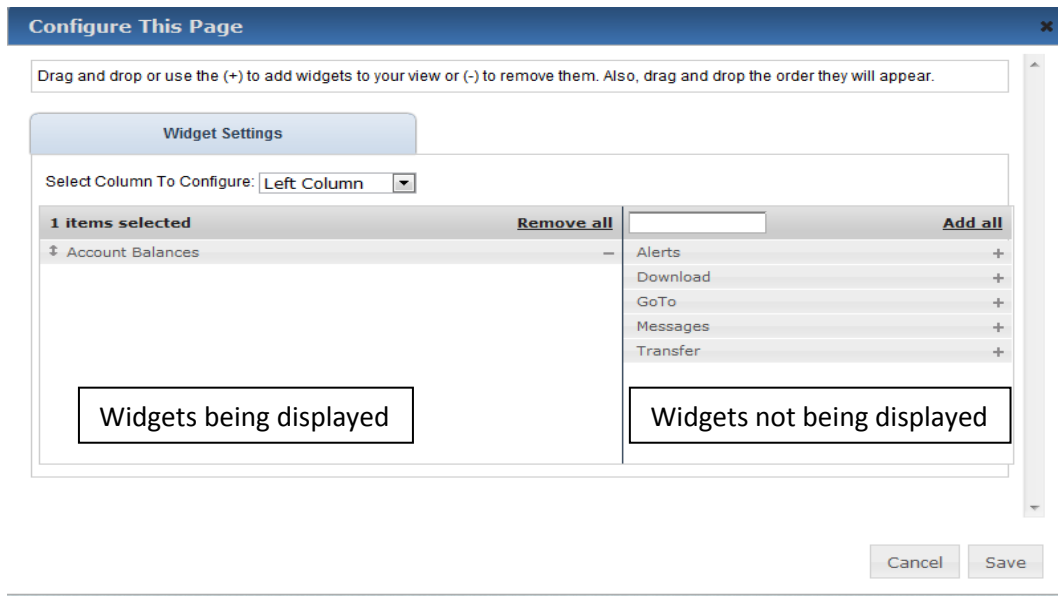 Configure This Page
Drag and drop or use the (+) to add widgets to your view or (-) to remove them. Also, drag and drop the order they will appear.
Widget Settings
Select Column To Configure: Left Column
1 items selected Remove all Add all
Account Balances −
Alerts +
Download +
GoTo +
Messages +
Transfer +
Widgets being displayed
Widgets not being displayed
Cancel Save